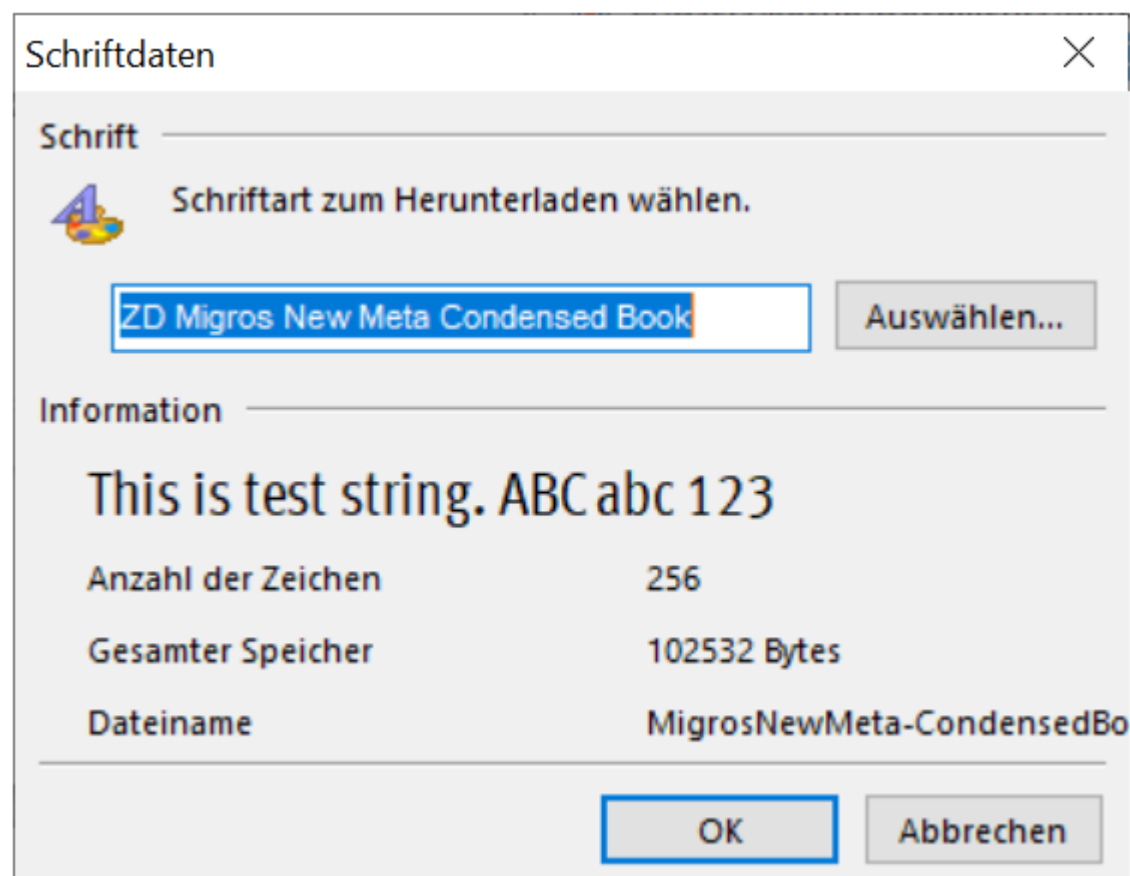 Schriftdaten
Schrift
Schriftart zum Herunterladen wählen.
ZD Migros New Meta Condensed Book
Auswählen...
Information
This is test string. ABC abc 123
Anzahl der Zeichen 256
Gesamter Speicher 102532 Bytes
Dateiname MigrosNewMeta-CondensedBo
OK Abbrechen